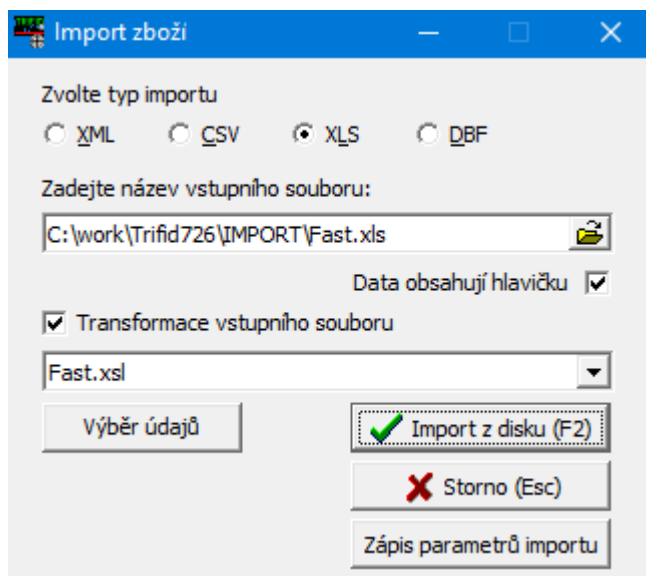 Import zboží
Zvolte typ importu
XML CSV XLS DBF
Zadejte název vstupního souboru:
C:\work\Trifid726\IMPORT\Fast.xls
Data obsahují hlavičku
Transformace vstupního souboru
Fast.xsl
Výběr údajů
Import z disku (F2)
Storno (Esc)
Zápis parametrů importu